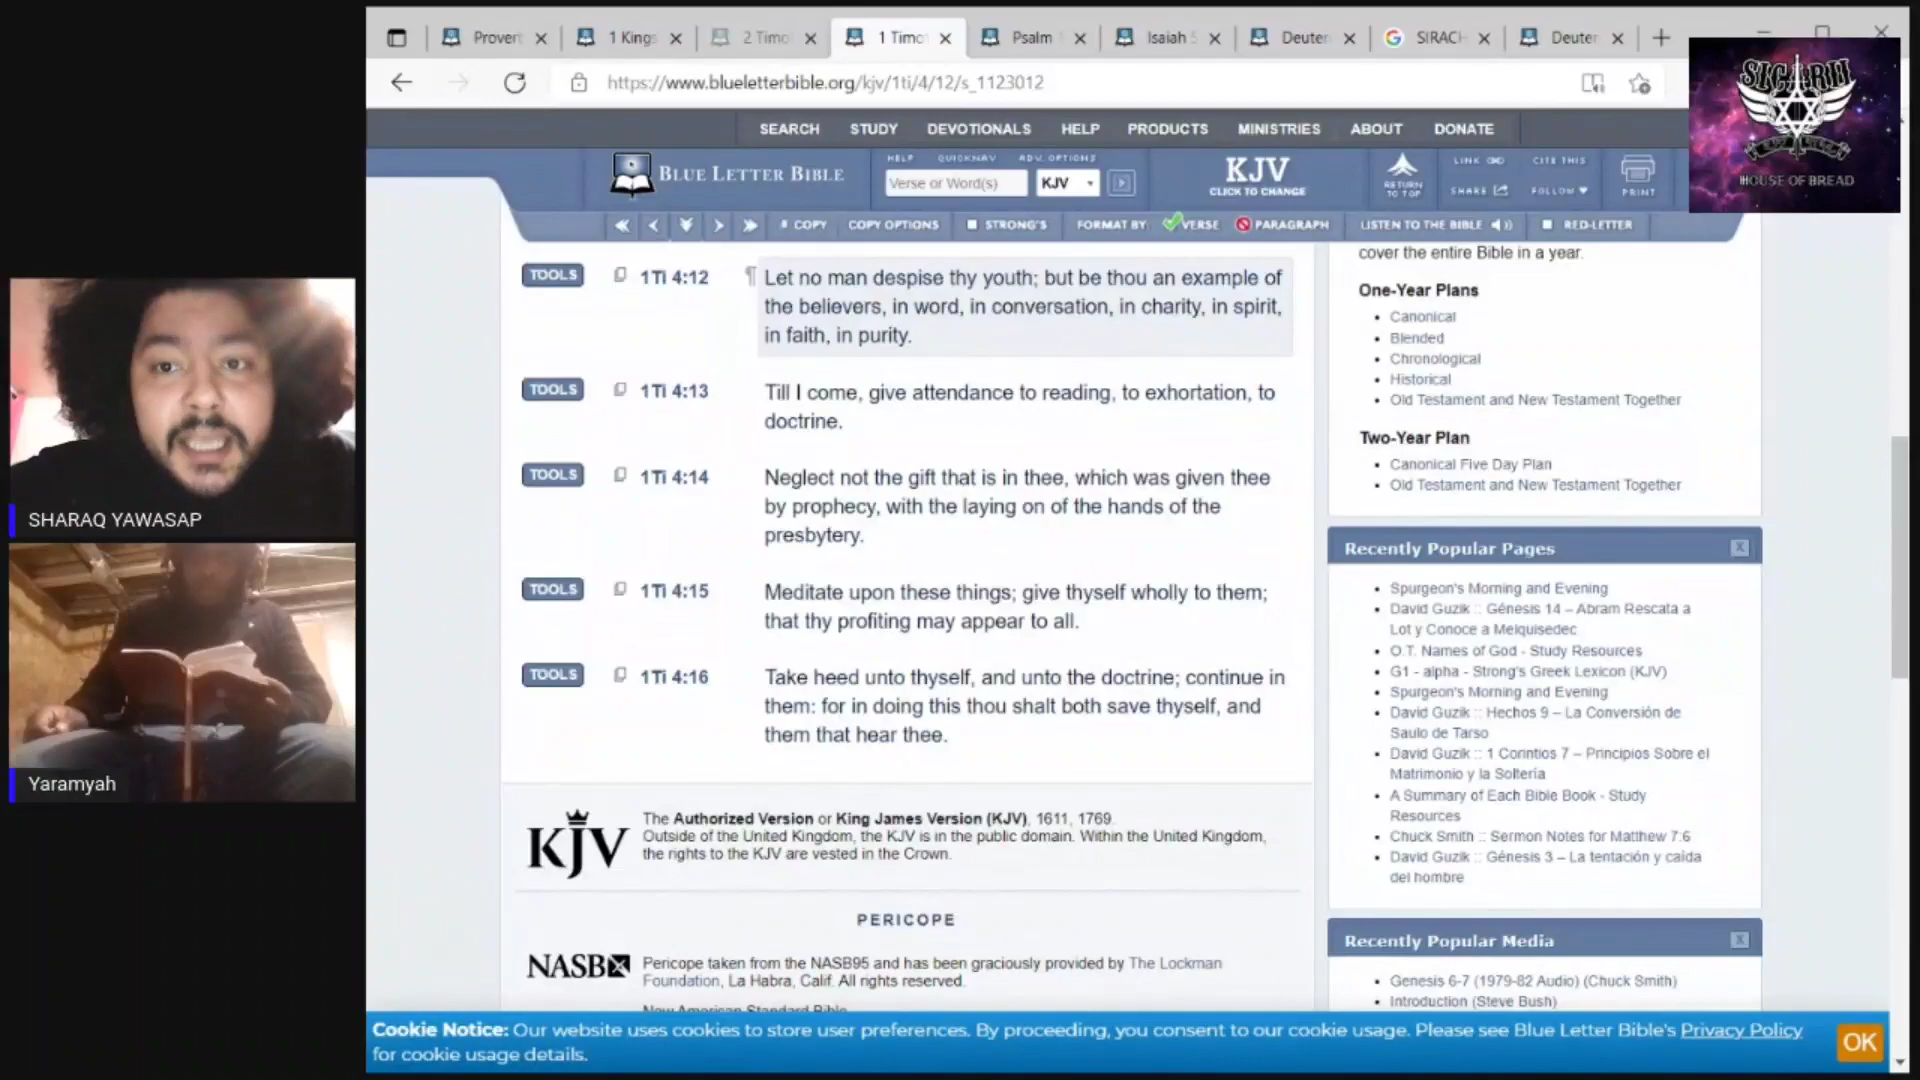 Proverb
1 Kings
2 Timo
1 Timo
Psalm
Isaiah 5
Deuter
SIRACH
Deuter
https://www.blueletterbible.org/kjv/1ti/4/12/s_1123012
SICARII
HOUSE OF BREAD
SEARCH STUDY DEVOTIONALS HELP PRODUCTS MINISTRIES ABOUT DONATE
BLUE LETTER BIBLE
HELP QUICKNAV ADV. OPTIONS
Verse or Word(s) KJV
KJV
CLICK TO CHANGE
RETURN
TO TOP
LINK CITE THIS
SHARE FOLLOW
PRINT
COPY COPY OPTIONS STRONG'S FORMAT BY VERSE PARAGRAPH LISTEN TO THE BIBLE RED-LETTER
TOOLS 1Ti 4:12 ¶ Let no man despise thy youth; but be thou an example of
the believers, in word, in conversation, in charity, in spirit,
in faith, in purity.
TOOLS 1Ti 4:13 Till I come, give attendance to reading, to exhortation, to
doctrine.
TOOLS 1Ti 4:14 Neglect not the gift that is in thee, which was given thee
by prophecy, with the laying on of the hands of the
presbytery.
TOOLS 1Ti 4:15 Meditate upon these things; give thyself wholly to them;
that thy profiting may appear to all.
TOOLS 1Ti 4:16 Take heed unto thyself, and unto the doctrine; continue in
them: for in doing this thou shalt both save thyself, and
them that hear thee.
KJV
The Authorized Version or King James Version (KJV), 1611, 1769.
Outside of the United Kingdom, the KJV is in the public domain. Within the United Kingdom,
the rights to the KJV are vested in the Crown.
PERICOPE
NASB
Pericope taken from the NASB95 and has been graciously provided by The Lockman
Foundation, La Habra, Calif. All rights reserved.
New American Standard Bible
cover the entire Bible in a year.
One-Year Plans
Canonical
Blended
Chronological
Historical
Old Testament and New Testament Together
Two-Year Plan
Canonical Five Day Plan
Old Testament and New Testament Together
Recently Popular Pages
Spurgeon's Morning and Evening
David Guzik :: Génesis 14 – Abram Rescata a
Lot y Conoce a Melquisedec
O.T. Names of God - Study Resources
G1 - alpha - Strong's Greek Lexicon (KJV)
Spurgeon's Morning and Evening
David Guzik :: Hechos 9 – La Conversión de
Saulo de Tarso
David Guzik :: 1 Corintios 7 – Principios Sobre el
Matrimonio y la Soltería
A Summary of Each Bible Book - Study
Resources
Chuck Smith :: Sermon Notes for Matthew 7:6
David Guzik :: Génesis 3 – La tentación y caída
del hombre
Recently Popular Media
Genesis 6-7 (1979-82 Audio) (Chuck Smith)
Introduction (Steve Bush)
SHARAQ YAWASAP
Yaramyah
Cookie Notice: Our website uses cookies to store user preferences. By proceeding, you consent to our cookie usage. Please see Blue Letter Bible's Privacy Policy
for cookie usage details.
OK